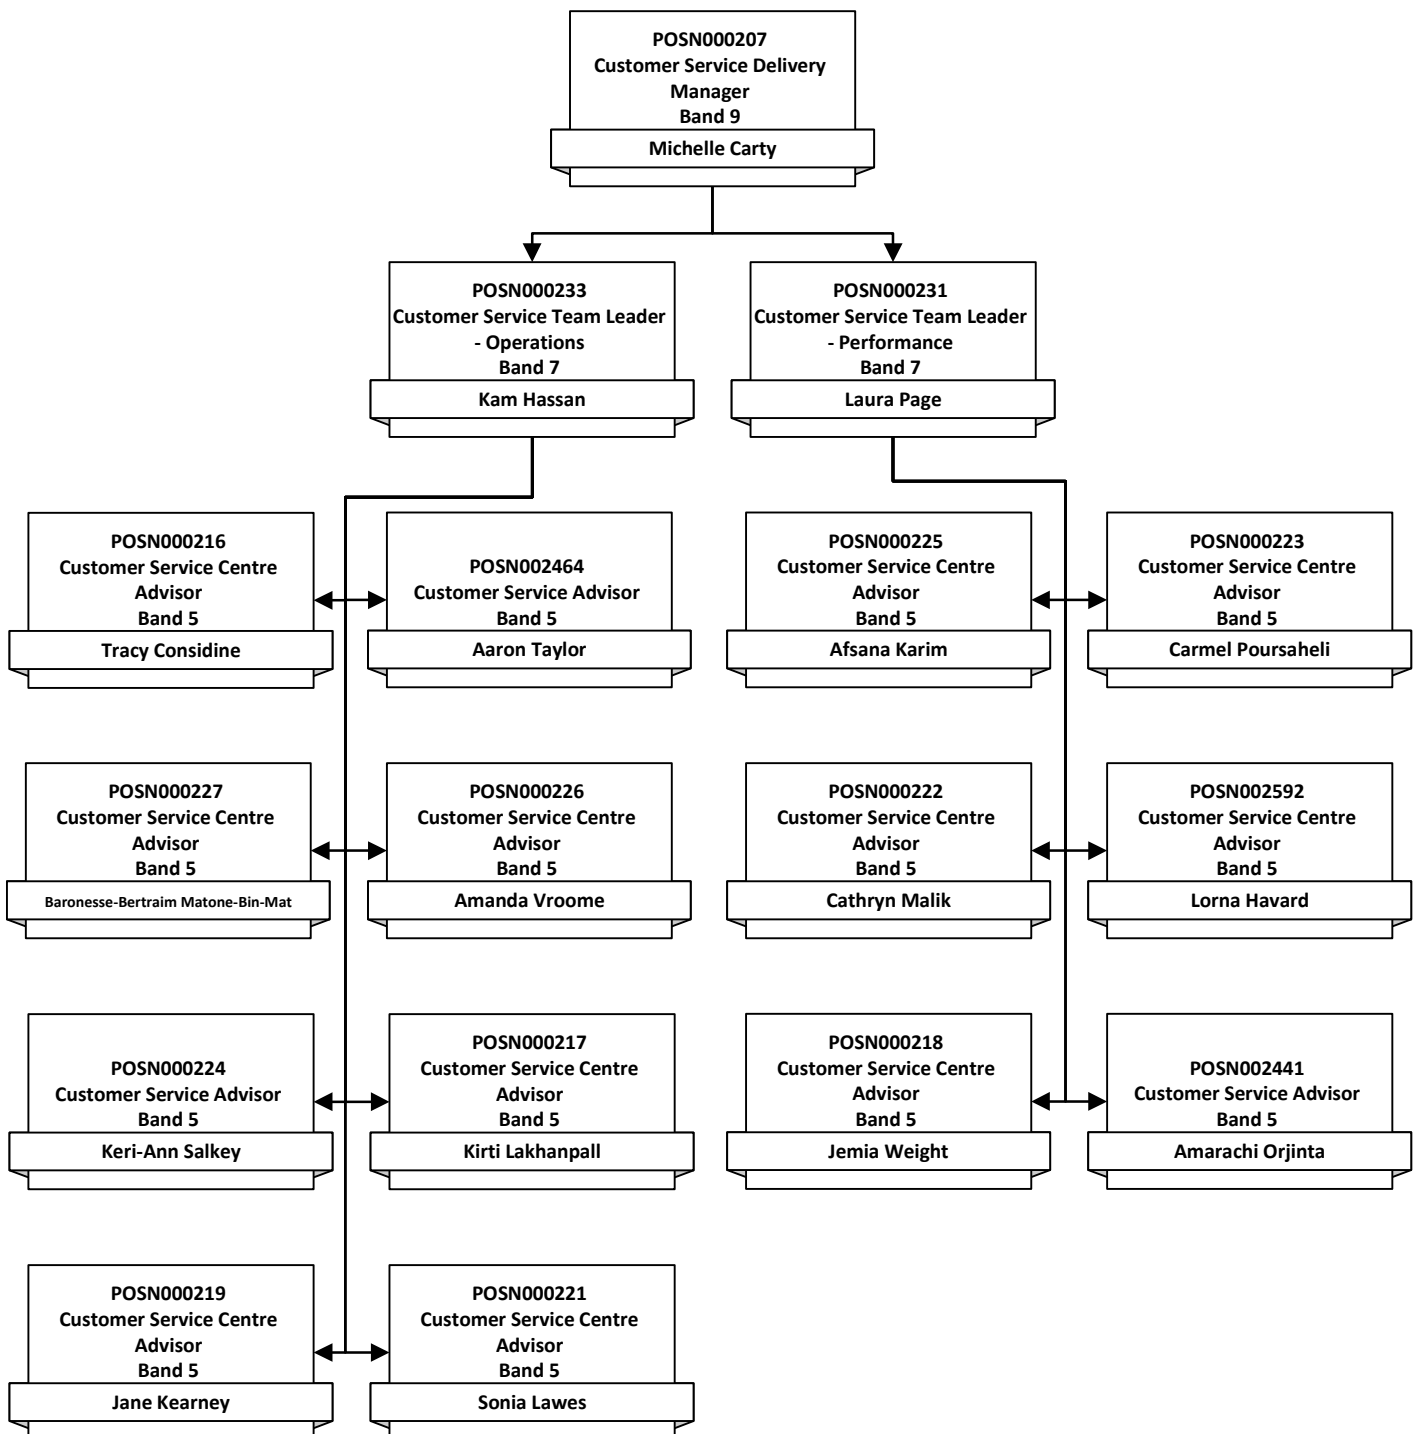 POSN000207
Customer Service Delivery
Manager
Band 9
Michelle Carty
POSN000233
Customer Service Team Leader
- Operations
Band 7
Kam Hassan
POSN000231
Customer Service Team Leader
- Performance
Band 7
Laura Page
POSN000216
Customer Service Centre
Advisor
Band 5
Tracy Considine
POSN002464
Customer Service Advisor
Band 5
Aaron Taylor
POSN000225
Customer Service Centre
Advisor
Band 5
Afsana Karim
POSN000223
Customer Service Centre
Advisor
Band 5
Carmel Poursaheli
POSN000227
Customer Service Centre
Advisor
Band 5
Baronesse-Bertraim Matone-Bin-Mat
POSN000226
Customer Service Centre
Advisor
Band 5
Amanda Vroome
POSN000222
Customer Service Centre
Advisor
Band 5
Cathryn Malik
POSN002592
Customer Service Centre
Advisor
Band 5
Lorna Havard
POSN000224
Customer Service Advisor
Band 5
Keri-Ann Salkey
POSN000217
Customer Service Centre
Advisor
Band 5
Kirti Lakhanpall
POSN000218
Customer Service Centre
Advisor
Band 5
Jemia Weight
POSN002441
Customer Service Advisor
Band 5
Amarachi Orjinta
POSN000219
Customer Service Centre
Advisor
Band 5
Jane Kearney
POSN000221
Customer Service Centre
Advisor
Band 5
Sonia Lawes